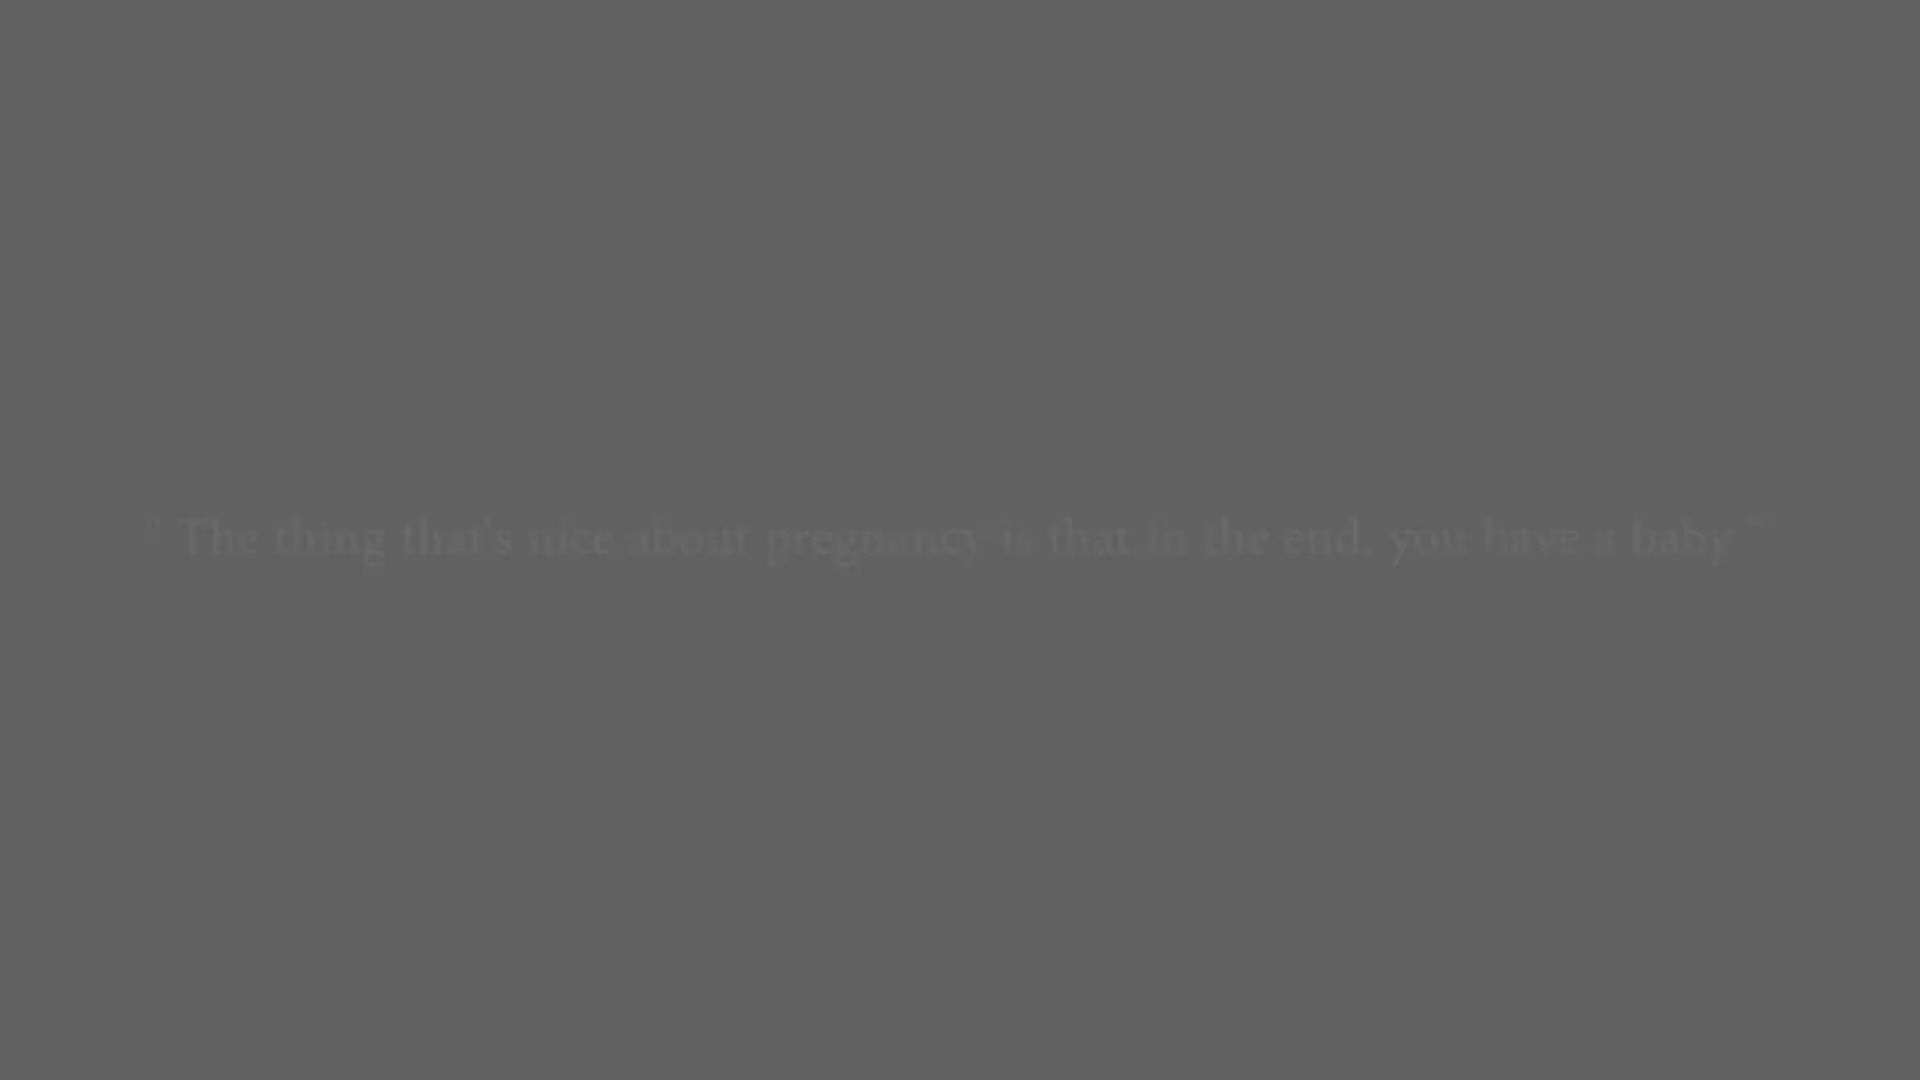 " The thing that's nice about pregnancy is that in the end, you have a baby "